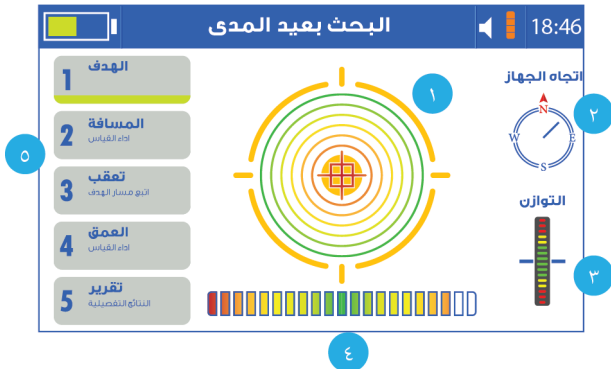 البحث بعيد المدى
18:46
1
الهدف
2
المسافة
اداء القياس
3
تعقب
اتبع مسار الهدف
4
العمق
اداء القياس
5
تقرير
النتائج التفصيلية
اتجاه الجهاز
N
W
E
S
التوازن
١
٢
٣
٤
٥